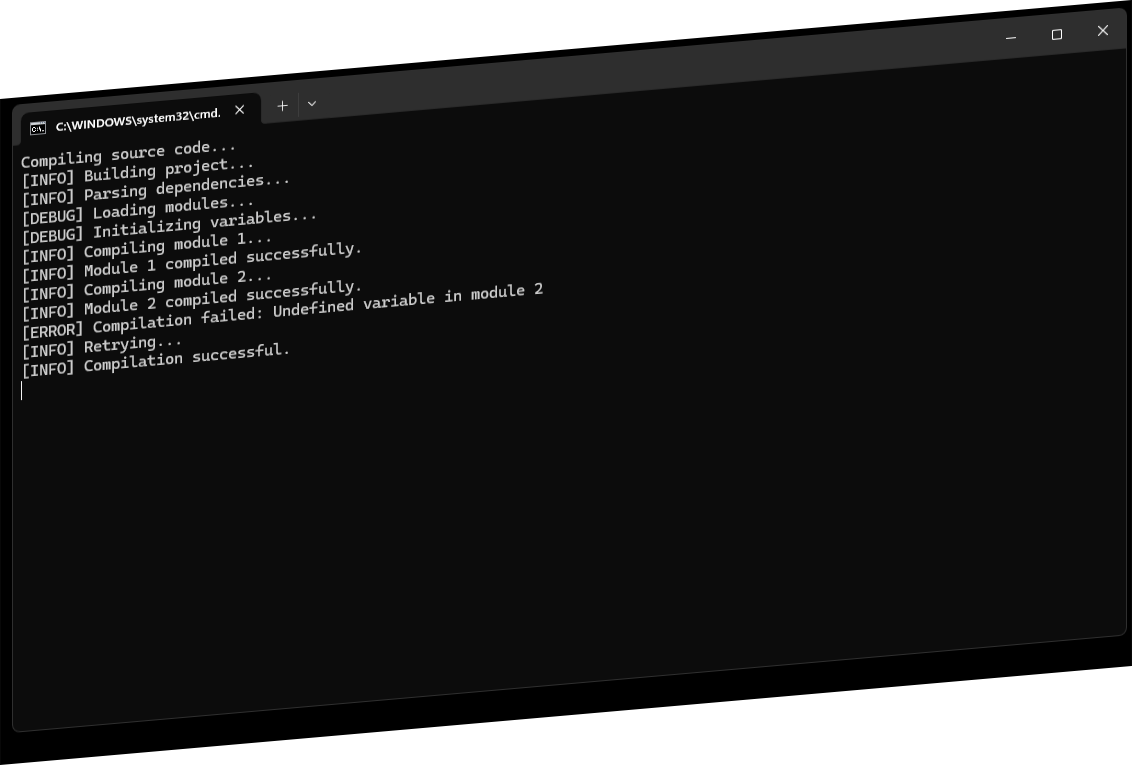 C:\WINDOWS\system32\cmd.
Compiling source code...
[INFO] Building project...
[INFO] Parsing dependencies...
[DEBUG] Loading modules...
[DEBUG] Initializing variables...
[INFO] Compiling module 1...
[INFO] Module 1 compiled successfully.
[INFO] Compiling module 2...
[INFO] Module 2 compiled successfully.
[ERROR] Compilation failed: Undefined variable in module 2
[INFO] Retrying...
[INFO] Compilation successful.